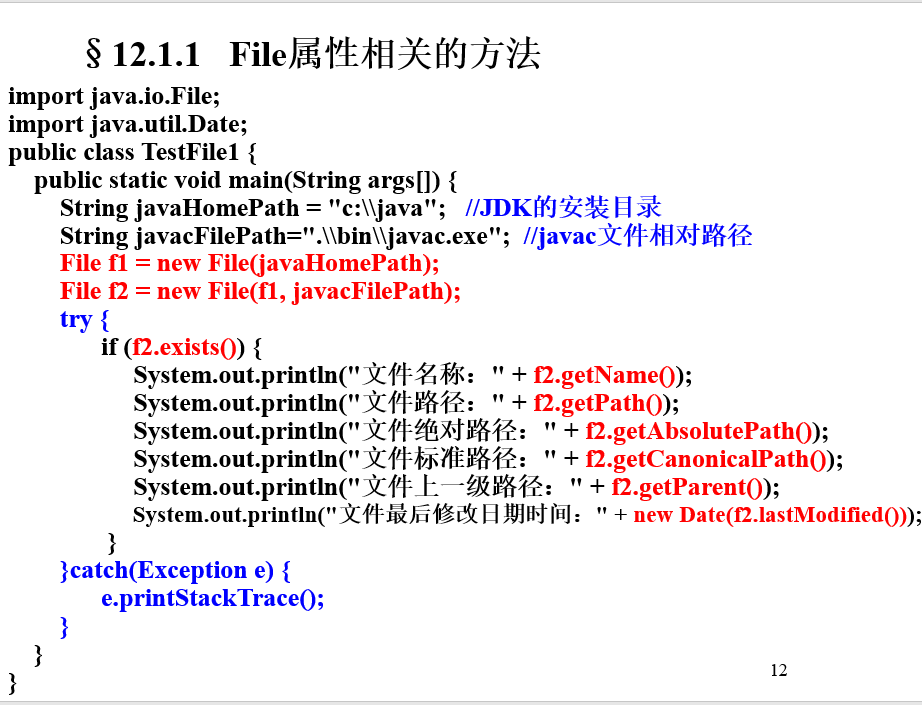 §12.1.1 File属性相关的方法
import java.io.File;
import java.util.Date;
public class TestFile1 {
public static void main(String args[]) {
String javaHomePath = "c:\\java"; //JDK的安装目录
String javacFilePath=".\\bin\\javac.exe"; //javac文件相对路径
File f1 = new File(javaHomePath);
File f2 = new File(f1, javacFilePath);
try {
if (f2.exists()) {
System.out.println("文件名称：" + f2.getName());
System.out.println("文件路径：" + f2.getPath());
System.out.println("文件绝对路径：" + f2.getAbsolutePath());
System.out.println("文件标准路径：" + f2.getCanonicalPath());
System.out.println("文件上一级路径：" + f2.getParent());
System.out.println("文件最后修改日期时间：" + new Date(f2.lastModified()));
}
}catch(Exception e) {
e.printStackTrace();
}
}
}
12